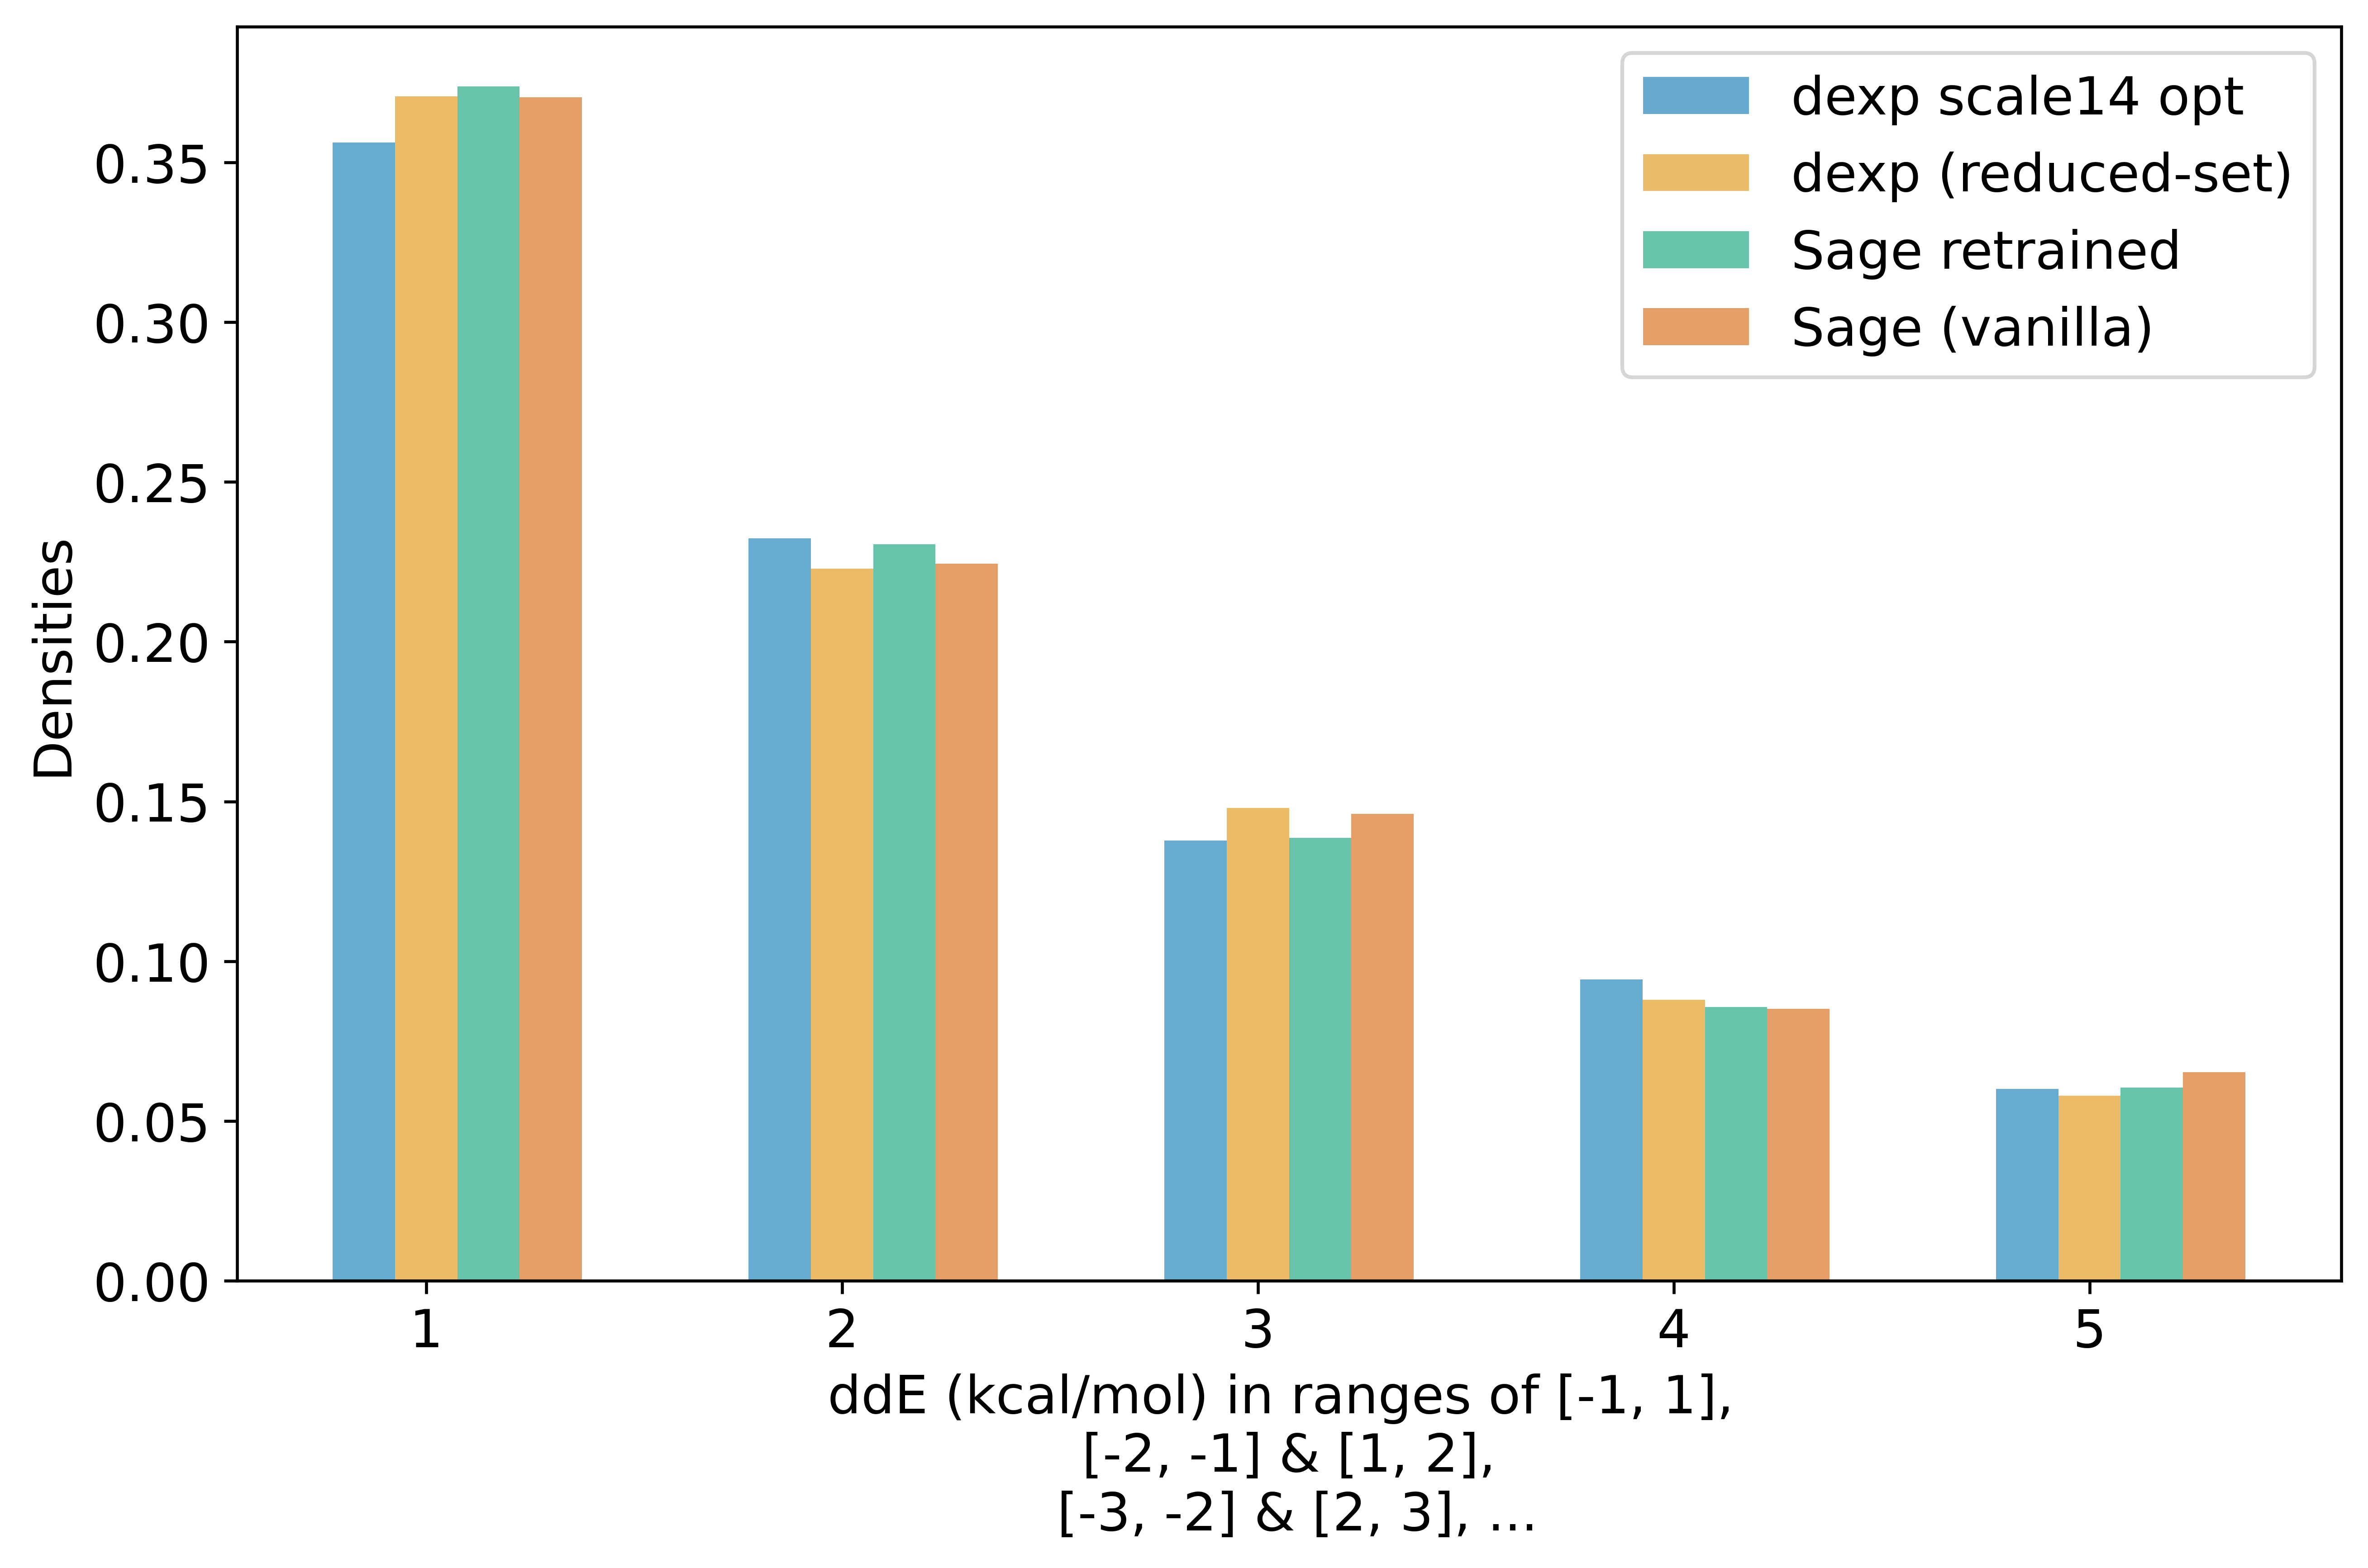 dexp scale14 opt
dexp (reduced-set)
Sage retrained
Sage (vanilla)
Densities
0.35
0.30
0.25
0.20
0.15
0.10
0.05
0.00
1 2 3 4 5
ddE (kcal/mol) in ranges of [-1, 1],
[-2, -1] & [1, 2],
[-3, -2] & [2, 3], ...